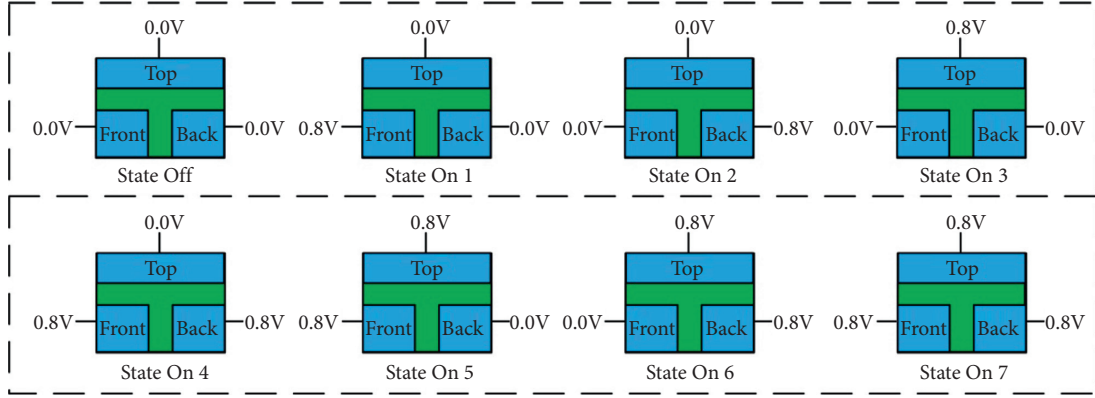 0.0V 0.0V 0.0V 0.8V
Top Top Top Top
0.0V Front Back 0.0V 0.8V Front Back 0.0V 0.0V Front Back 0.8V 0.0V Front Back 0.0V
State Off State On 1 State On 2 State On 3
0.0V 0.8V 0.8V 0.8V
Top Top Top Top
0.8V Front Back 0.8V 0.8V Front Back 0.0V 0.0V Front Back 0.8V 0.8V Front Back 0.8V
State On 4 State On 5 State On 6 State On 7